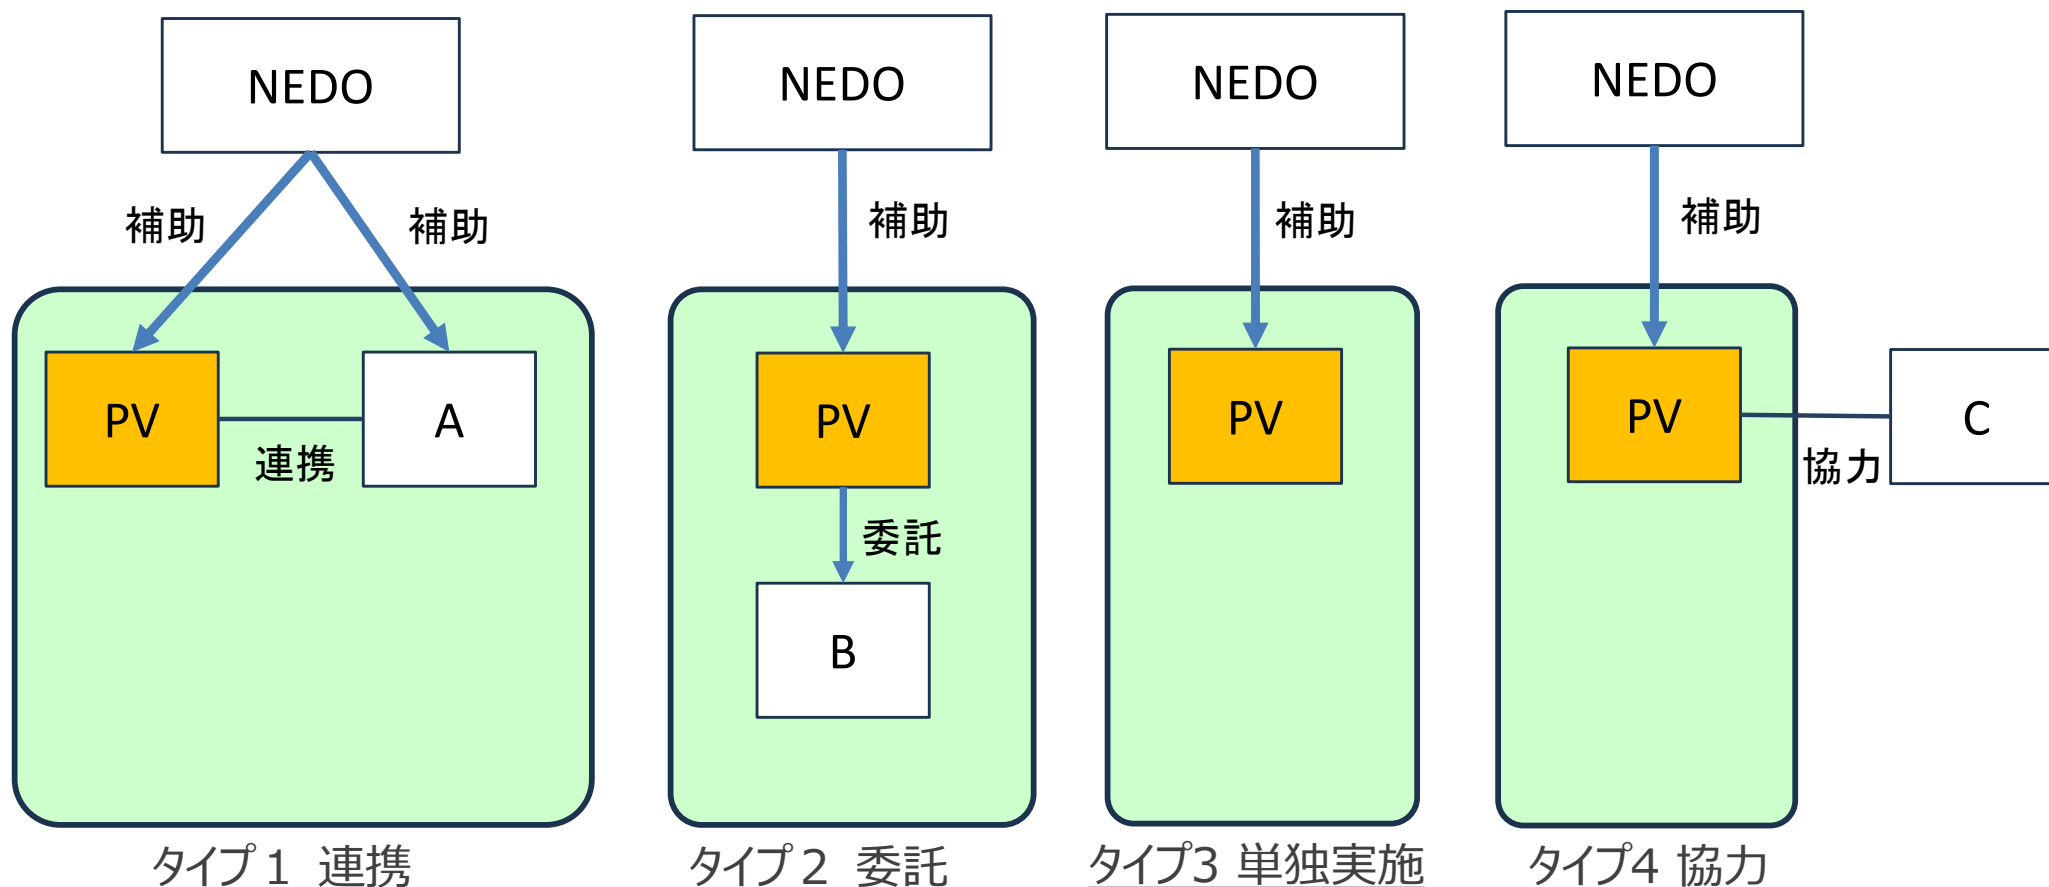 NEDO
補助
補助
PV
A
連携
タイプ1 連携
NEDO
補助
PV
委託
B
タイプ2 委託
NEDO
補助
PV
タイプ3 単独実施
NEDO
補助
PV
C
協力
タイプ4 協力